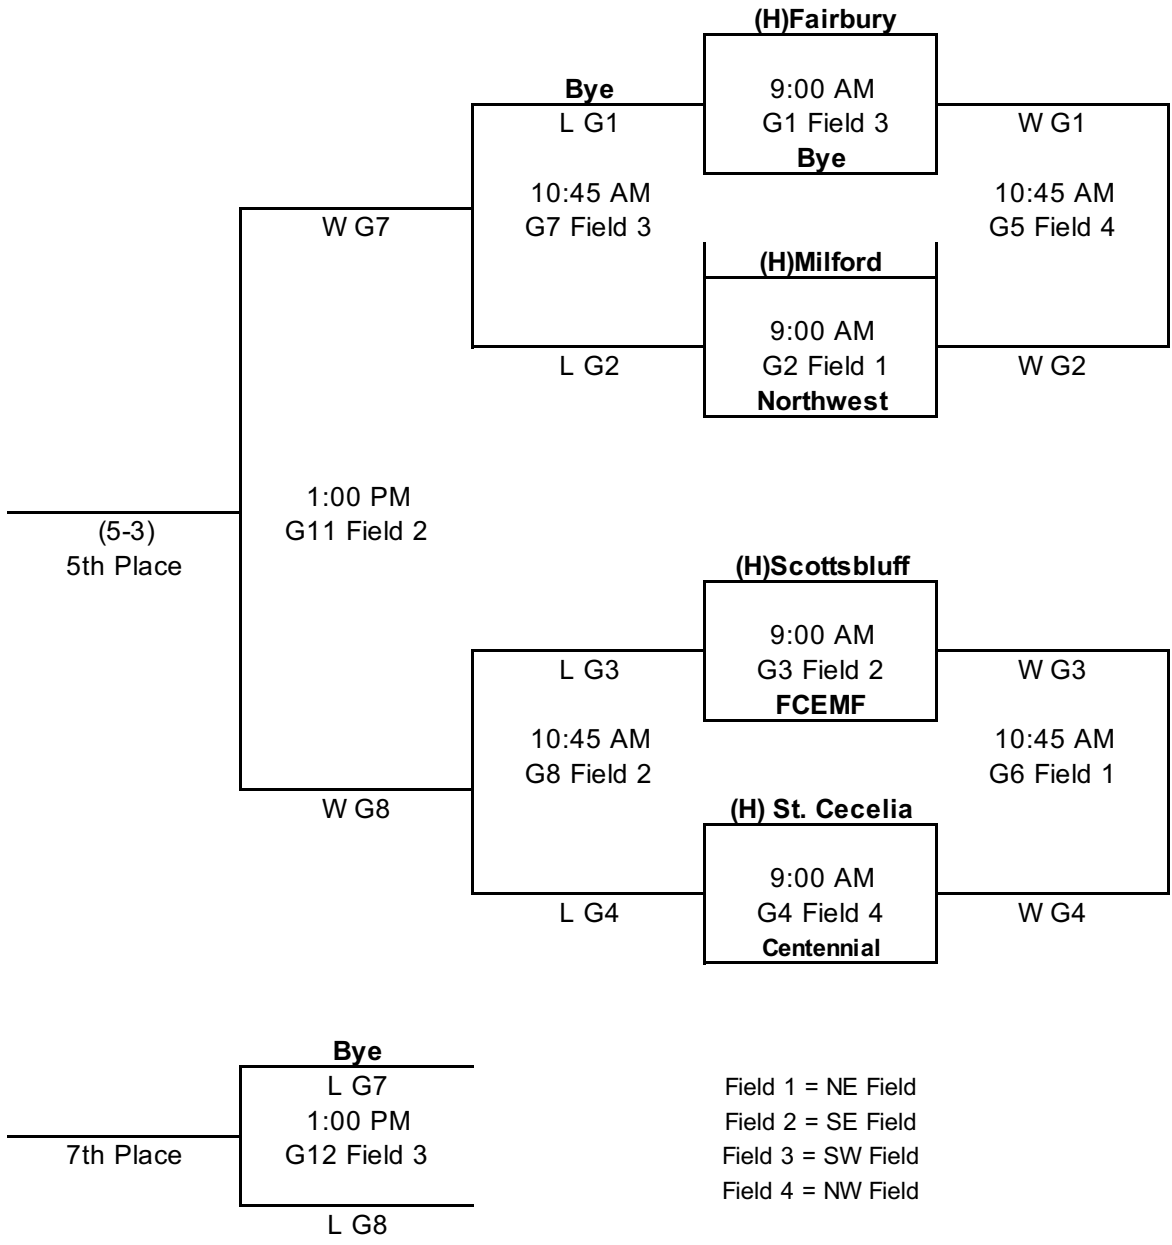 (H)Fairbury
Bye
9:00 AM
L G1
G1 Field 3
W G1
Bye
10:45 AM
10:45 AM
W G7
G7 Field 3
G5 Field 4
(H)Milford
9:00 AM
L G2
G2 Field 1
W G2
Northwest
1:00 PM
(5-3)
G11 Field 2
5th Place
(H)Scottsbluff
9:00 AM
L G3
G3 Field 2
W G3
FCEMF
10:45 AM
10:45 AM
G8 Field 2
G6 Field 1
W G8
(H) St. Cecelia
9:00 AM
L G4
G4 Field 4
W G4
Centennial
Bye
L G7
1:00 PM
7th Place
G12 Field 3
L G8
Field 1 = NE Field
Field 2 = SE Field
Field 3 = SW Field
Field 4 = NW Field